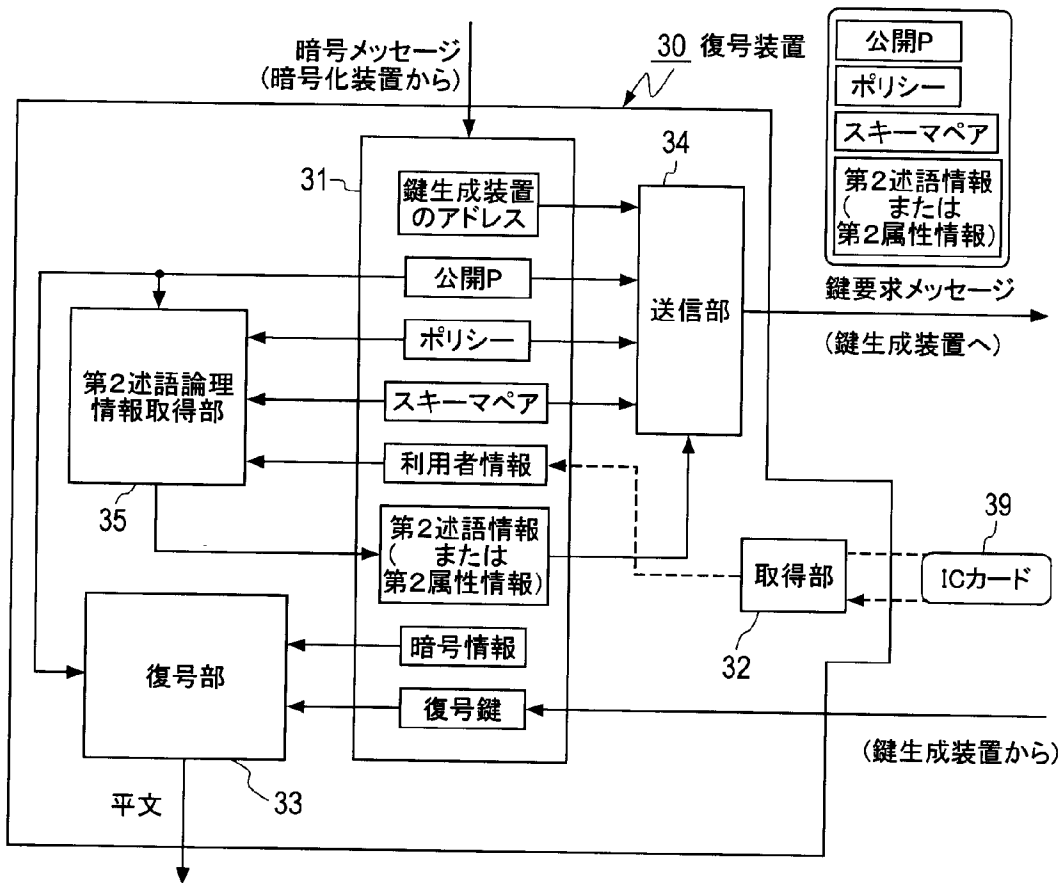 暗号メッセージ
(暗号化装置から)
30 復号装置
公開P
ポリシー
スキーマペア
第2述語情報
( または
第2属性情報)
31
鍵生成装置
のアドレス
公開P
ポリシー
スキーマペア
利用者情報
第2述語情報
( または
第2属性情報)
暗号情報
復号鍵
34
送信部
鍵要求メッセージ
(鍵生成装置へ)
第2述語論理
情報取得部
35
復号部
33
平文
取得部
32
39
ICカード
(鍵生成装置から)